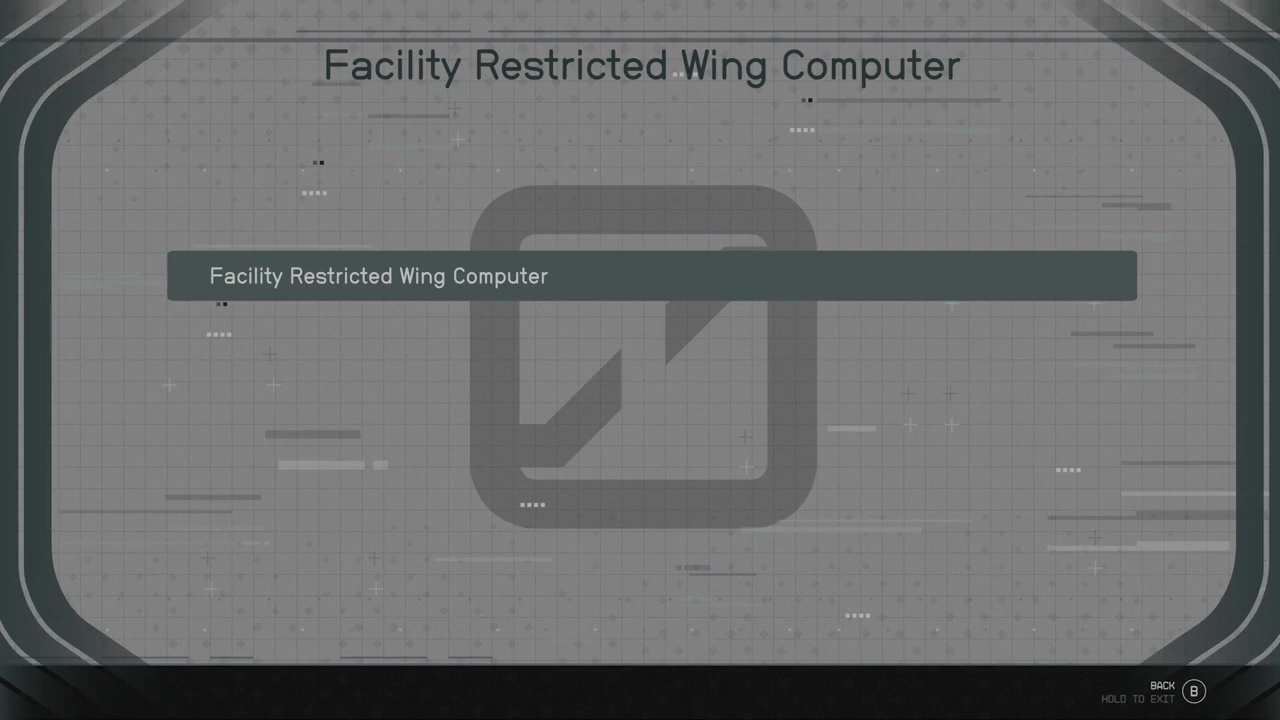 Facility Restricted Wing Computer
Facility Restricted Wing Computer
BACK
HOLD TO EXIT
B